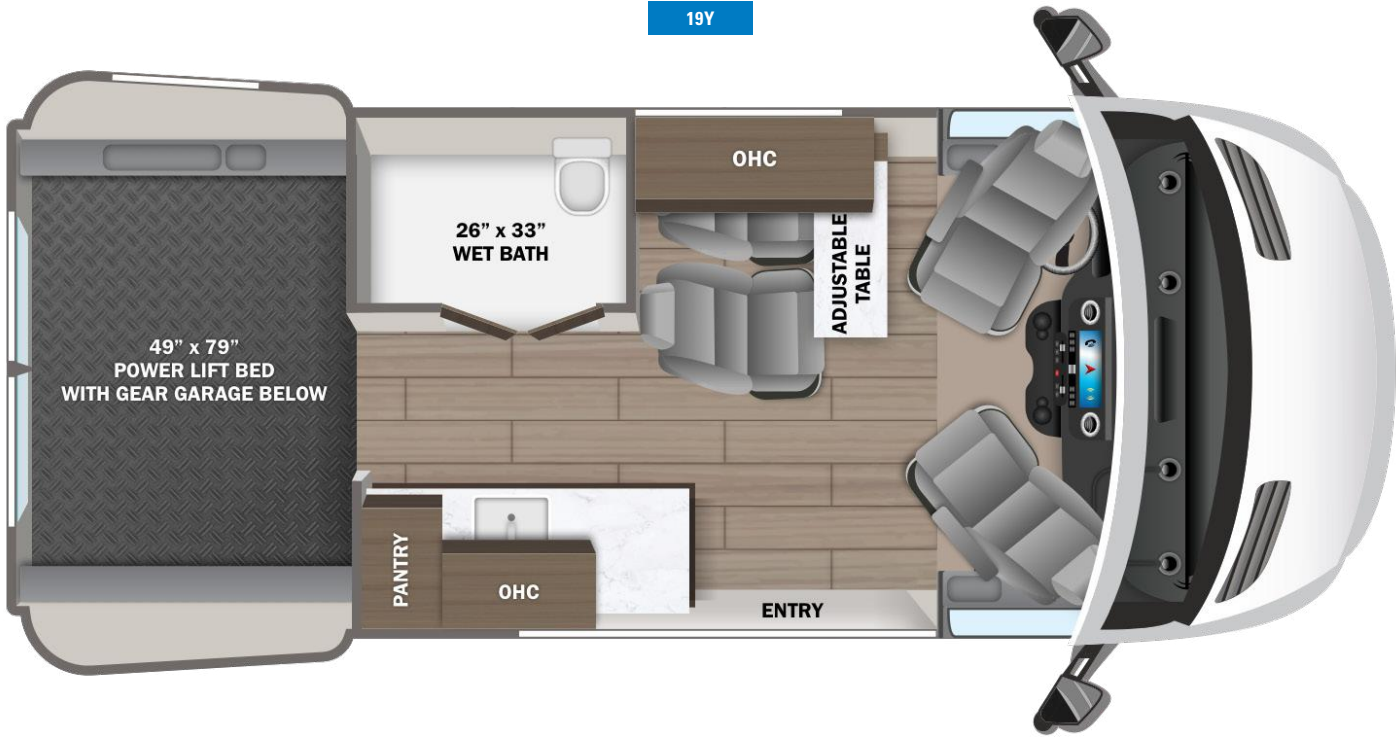 19Y
OHC
26” x 33”
WET BATH
ADJUSTABLE
TABLE
49” x 79”
POWER LIFT BED
WITH GEAR GARAGE BELOW
PANTRY
OHC
ENTRY